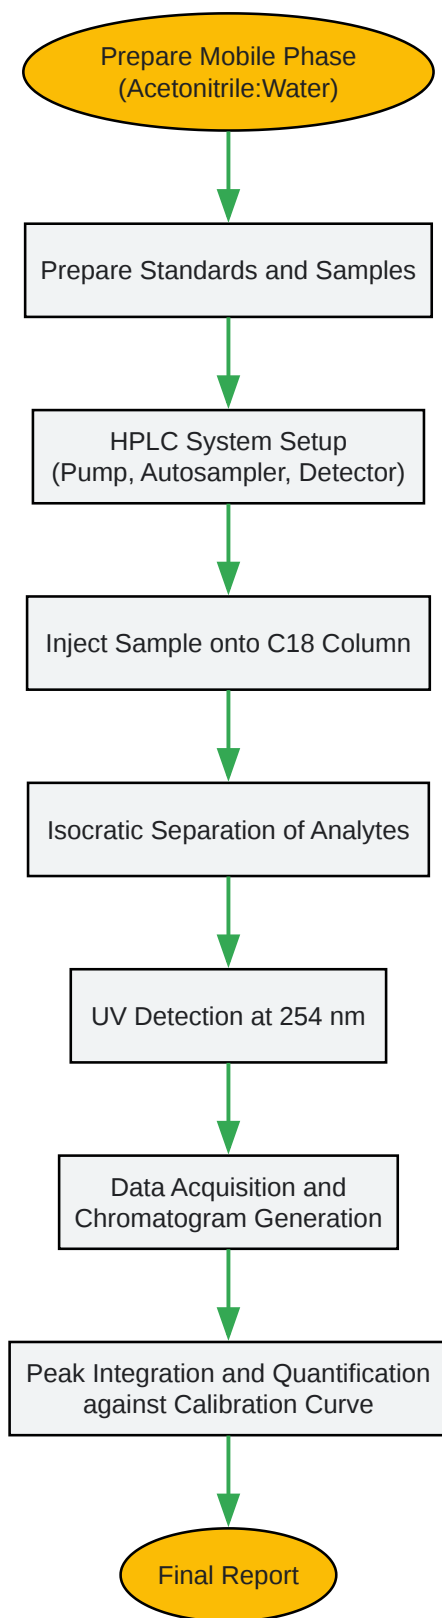 Prepare Mobile Phase
(Acetonitrile:Water)
Prepare Standards and Samples
HPLC System Setup
(Pump, Autosampler, Detector)
Inject Sample onto C18 Column
Isocratic Separation of Analytes
UV Detection at 254 nm
Data Acquisition and
Chromatogram Generation
Peak Integration and Quantification
against Calibration Curve
Final Report